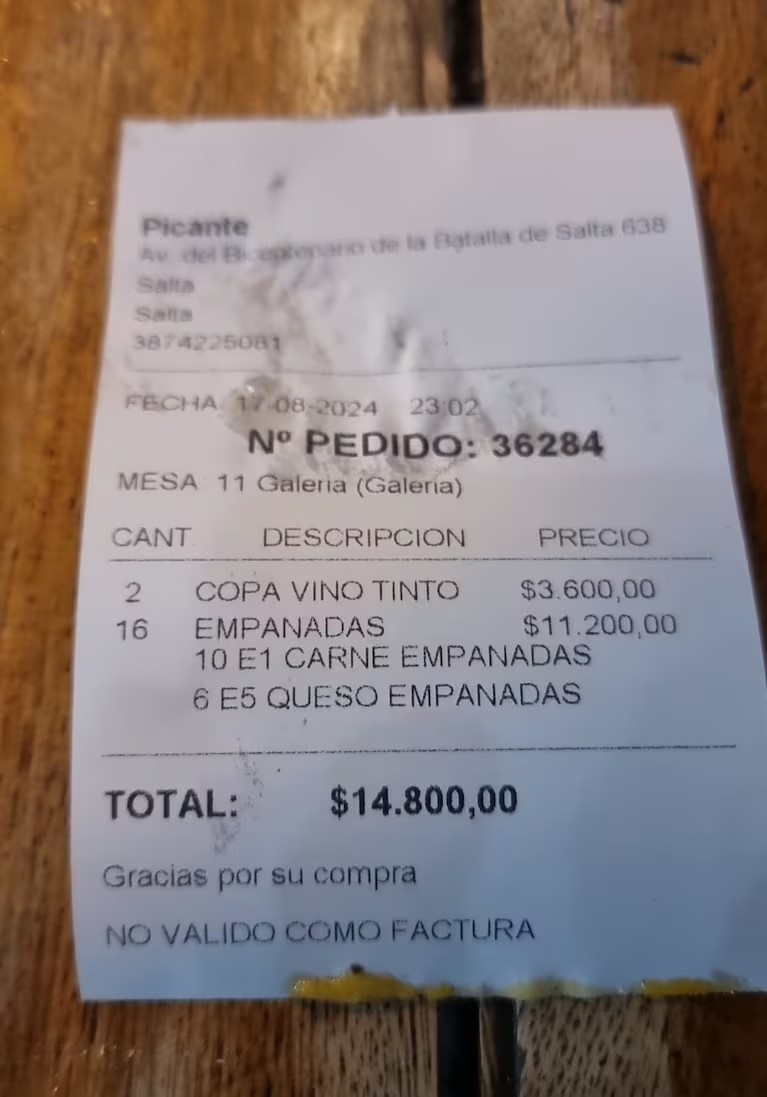 Picante
Av. del Bicentenario de la Batalla de Salta 638
Salta
Salta
3874225081
FECHA 17-08-2024 23:02
Nº PEDIDO: 36284
MESA 11 Galeria (Galeria)
CANT. DESCRIPCION PRECIO
2 COPA VINO TINTO $3.600,00
16 EMPANADAS $11.200,00
10 E1 CARNE EMPANADAS
6 E5 QUESO EMPANADAS
TOTAL: $14.800,00
Gracias por su compra
NO VALIDO COMO FACTURA